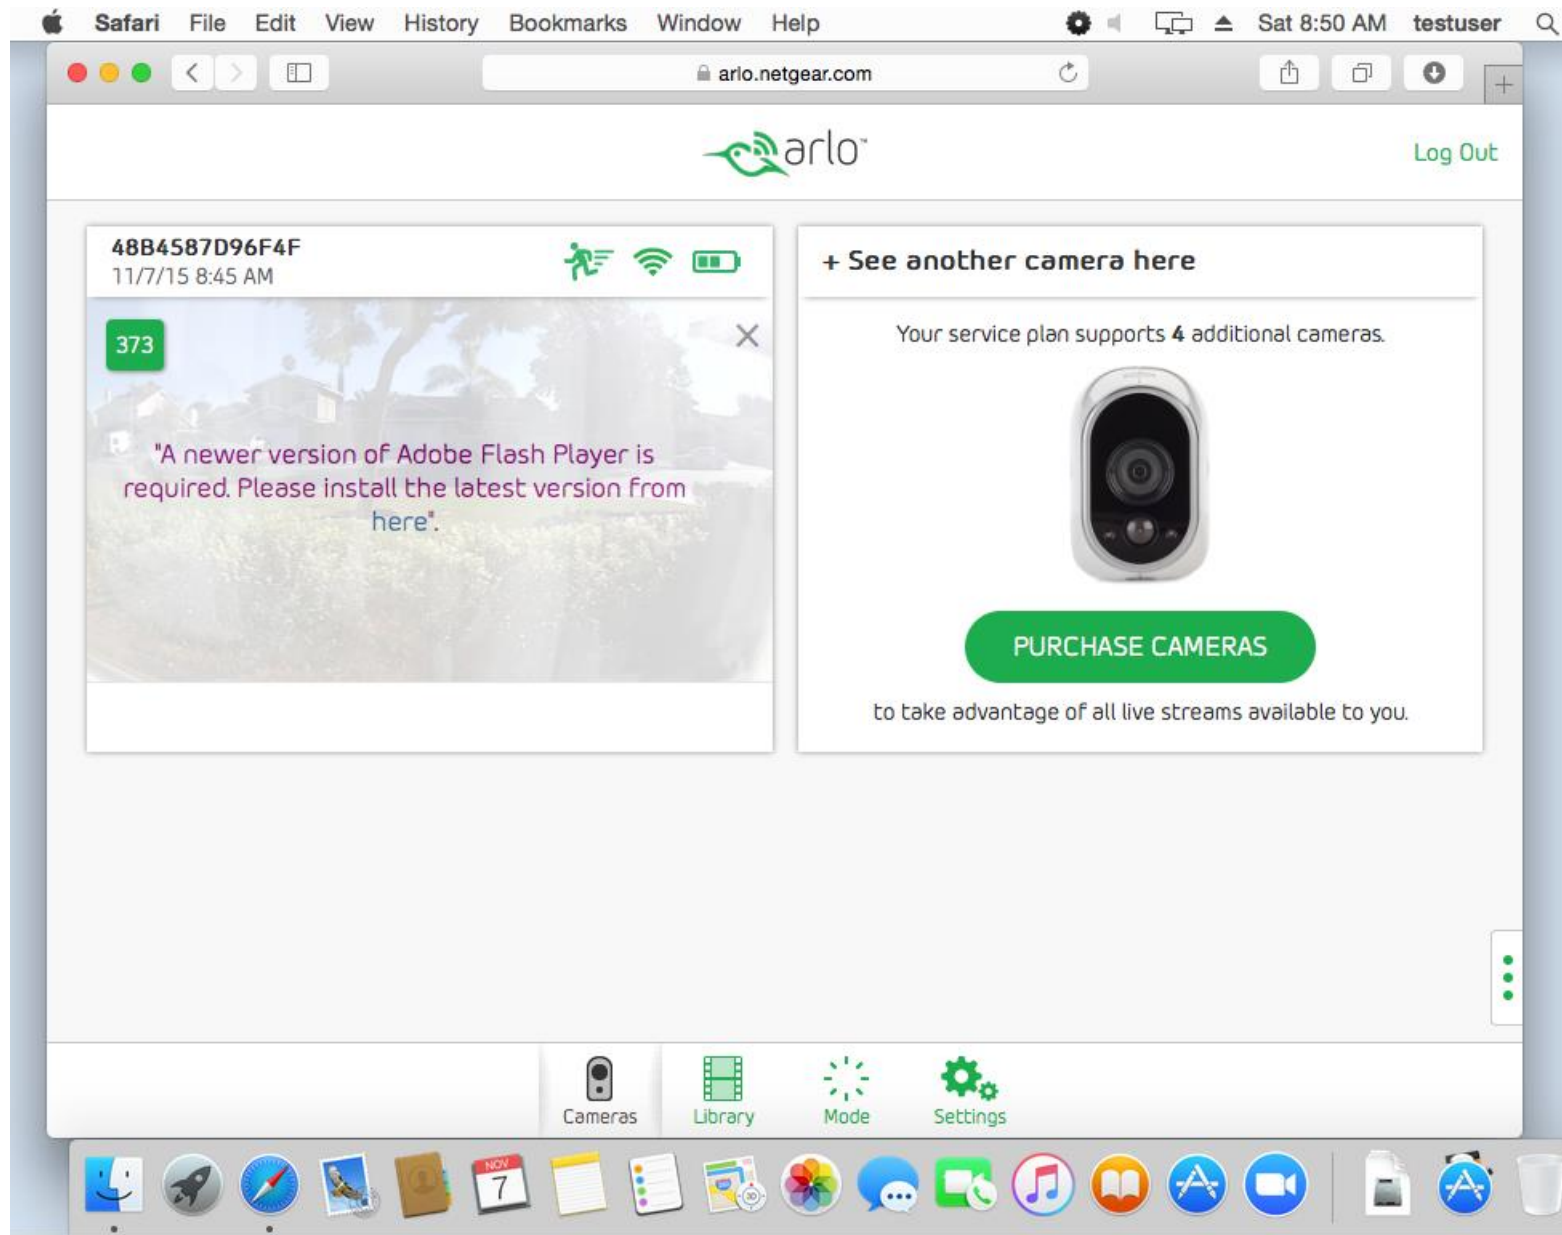 Safari File Edit View History Bookmarks Window Help Sat 8:50 AM testuser
arlo.netgear.com
arlo™
Log Out
48B4587D96F4F
11/7/15 8:45 AM
373
"A newer version of Adobe Flash Player is
required. Please install the latest version from
here".
+ See another camera here
Your service plan supports 4 additional cameras.
PURCHASE CAMERAS
to take advantage of all live streams available to you.
Cameras Library Mode Settings
NOV
7
3D